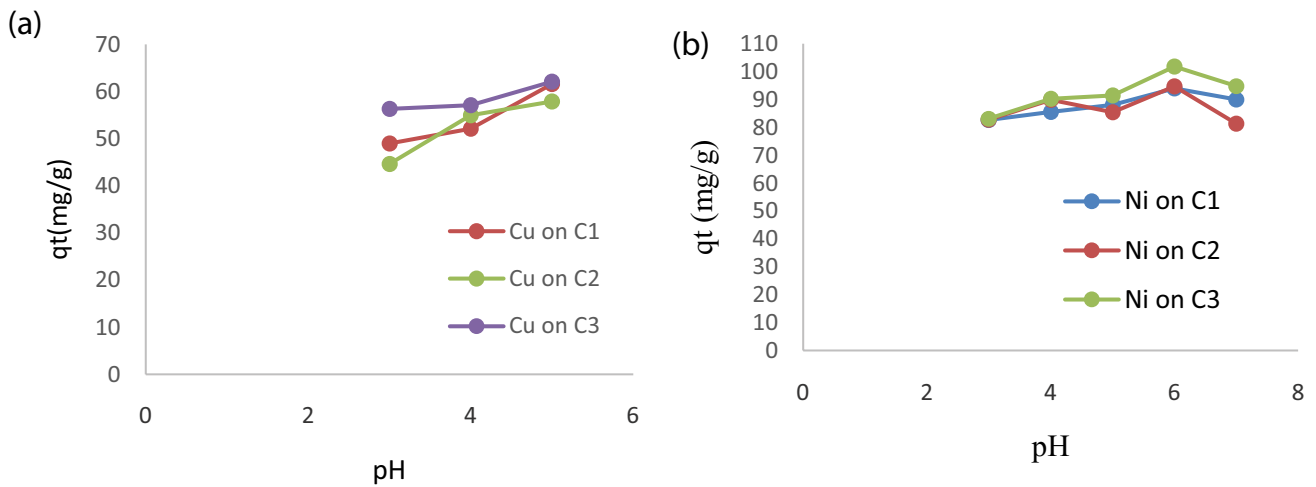 (a)
70
60
50
40
30
20
10
0
qt(mg/g)
0 2 4 6
pH
Cu on C1
Cu on C2
Cu on C3
(b)
110
100
90
80
70
60
50
40
30
20
10
0
qt (mg/g)
0 2 4 6 8
pH
Ni on C1
Ni on C2
Ni on C3